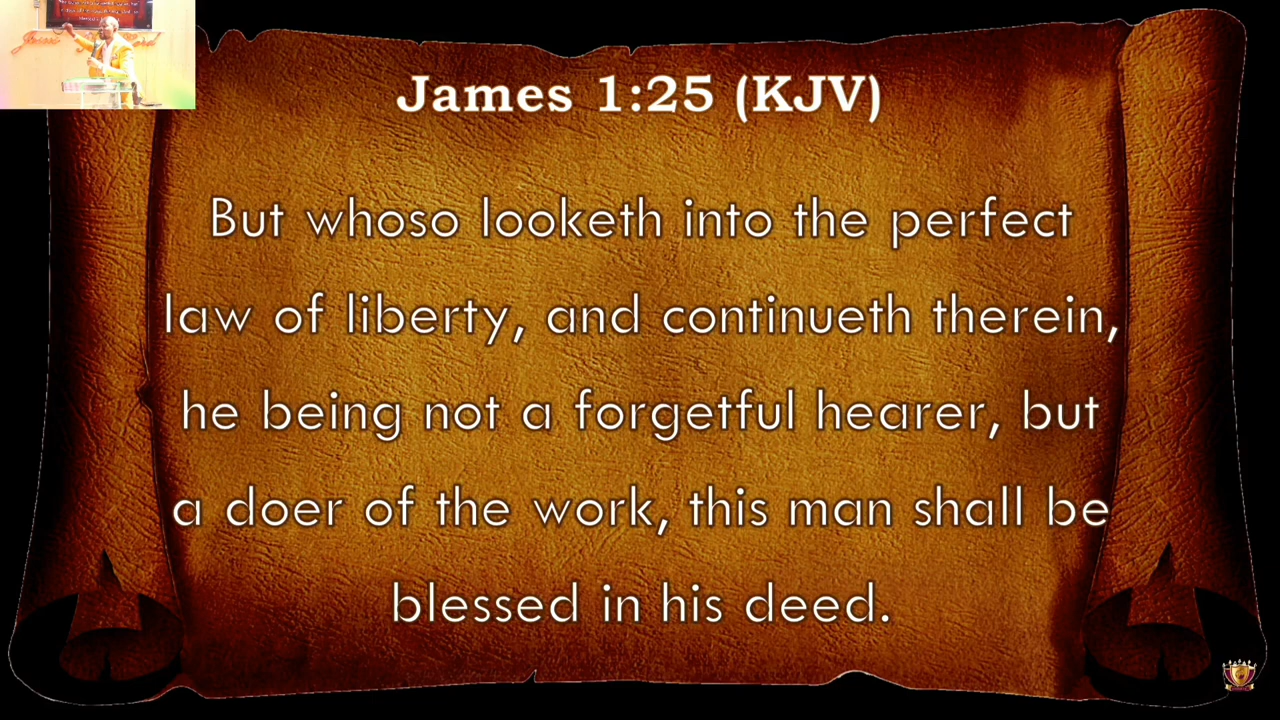 James 1:25 (KJV)
But whoso looketh into the perfect
law of liberty, and continueth therein,
he being not a forgetful hearer, but
a doer of the work, this man shall be
blessed in his deed.